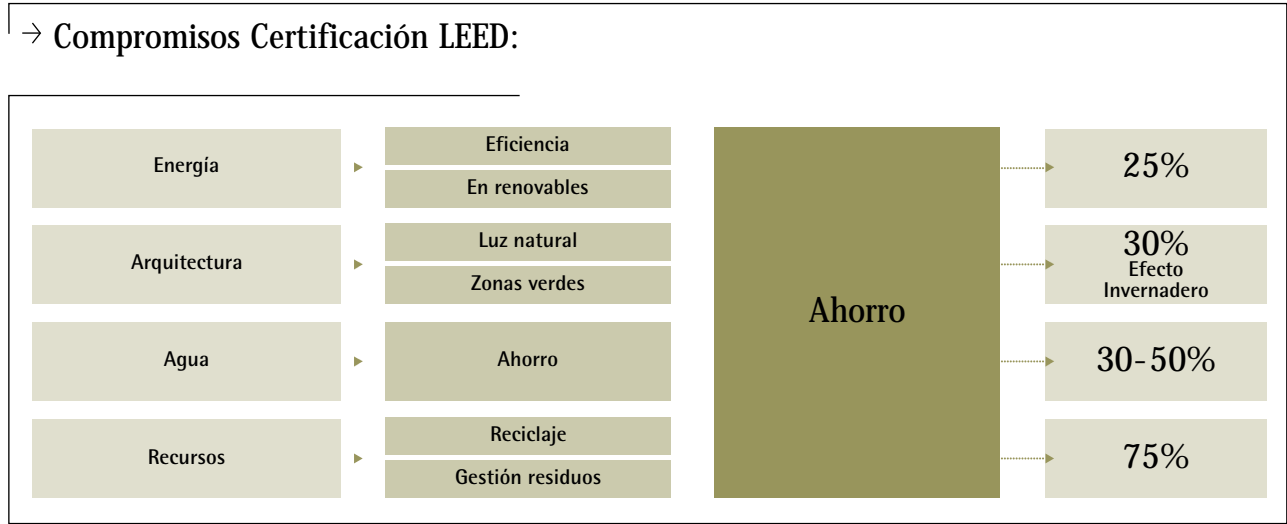 → Compromisos Certificación LEED:
Energía
Eficiencia
En renovables
Arquitectura
Luz natural
Zonas verdes
Agua
Ahorro
Recursos
Reciclaje
Gestión residuos
Ahorro
25%
30%
Efecto
Invernadero
30-50%
75%